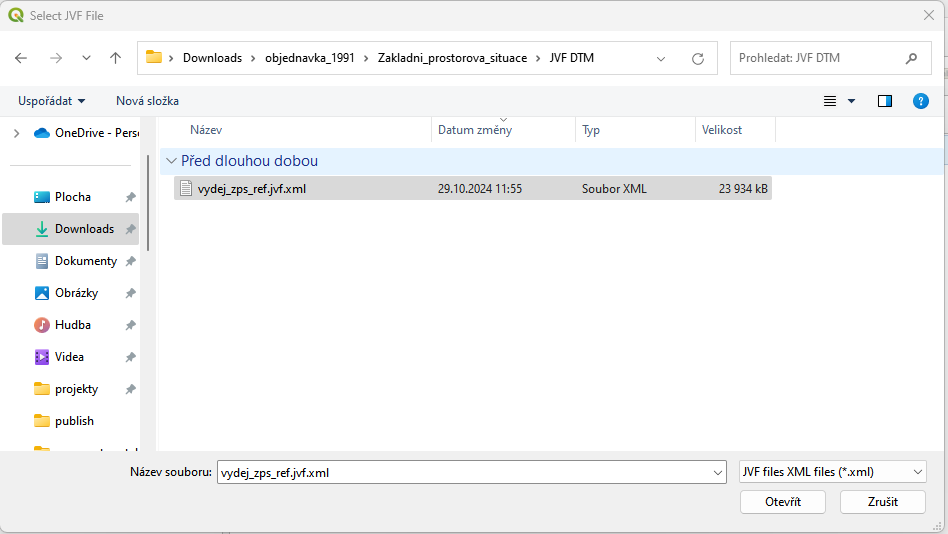 Select JVF File
Downloads objednavka_1991 Zakladni_prostorova_situace JVF DTM
Prohledat: JVF DTM
Uspořádat Nová složka
?
OneDrive - Perso
Plocha
Downloads
Dokumenty
Obrázky
Hudba
Videa
projekty
publish
Název Datum změny Typ Velikost
Před dlouhou dobou
vydej_zps_ref.jvf.xml 29.10.2024 11:55 Soubor XML 23 934 kB
Název souboru: vydej_zps_ref.jvf.xml JVF files XML files (*.xml)
Otevřít Zrušit